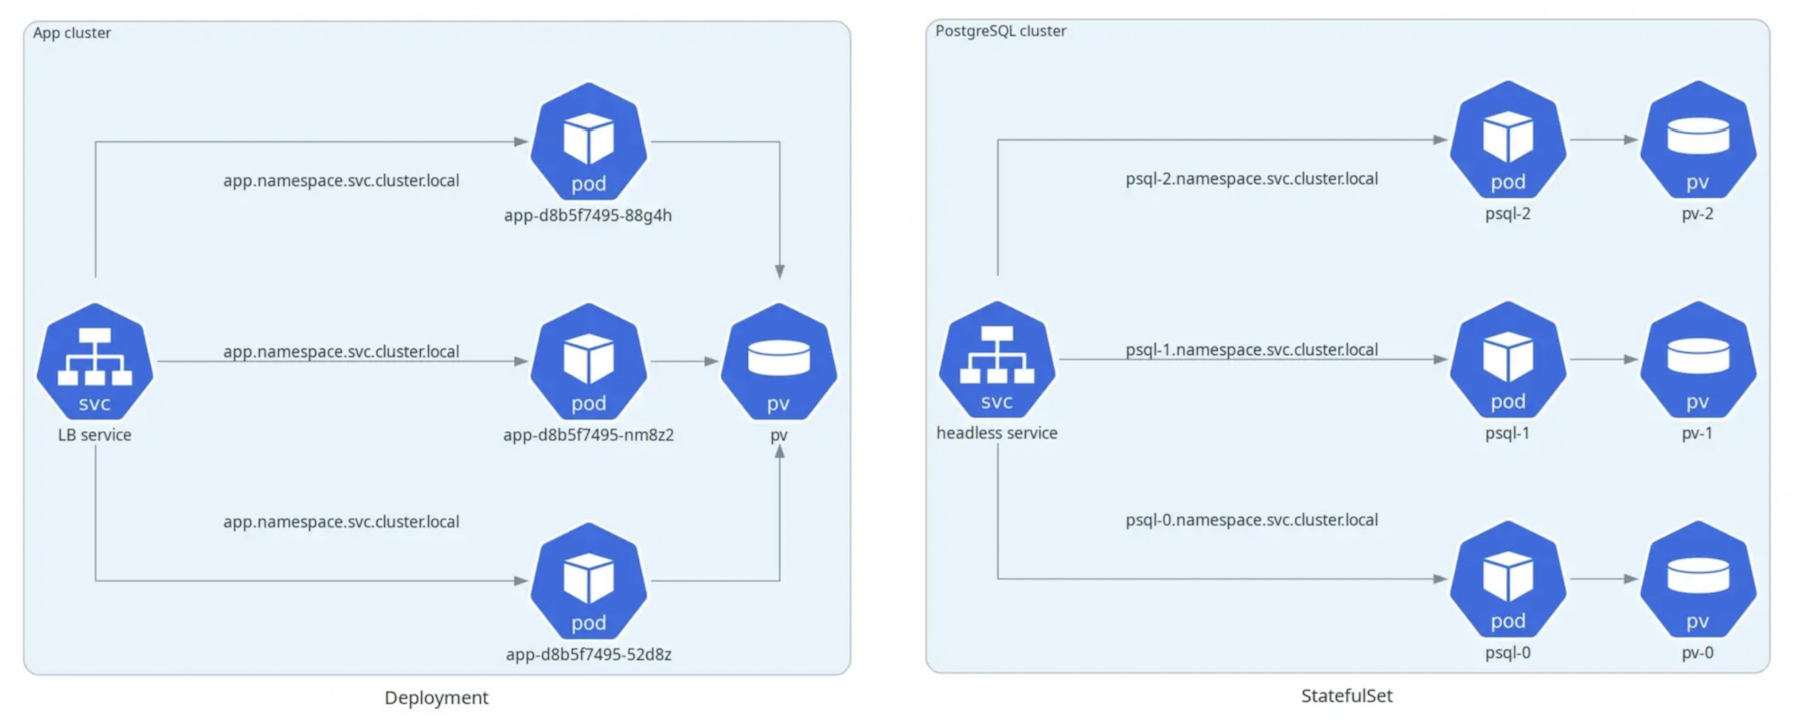 App cluster
pod
app.namespace.svc.cluster.local
app-d8b5f7495-88g4h
app.namespace.svc.cluster.local
svc
pod
pv
LB service
app-d8b5f7495-nm8z2
pv
app.namespace.svc.cluster.local
pod
app-d8b5f7495-52d8z
Deployment
PostgreSQL cluster
pod
pv
psql-2.namespace.svc.cluster.local
psql-2
pv-2
psql-1.namespace.svc.cluster.local
svc
pod
pv
headless service
psql-1
pv-1
psql-0.namespace.svc.cluster.local
pod
pv
psql-0
pv-0
StatefulSet